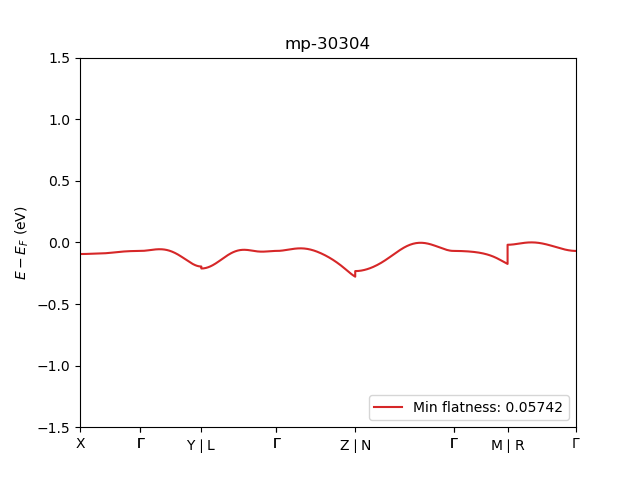 mp-30304
1.5
1.0
0.5
0.0
−0.5
−1.0
−1.5
E − E_F (eV)
Min flatness: 0.05742
X Γ Y | L Γ Z | N Γ M | R Γ